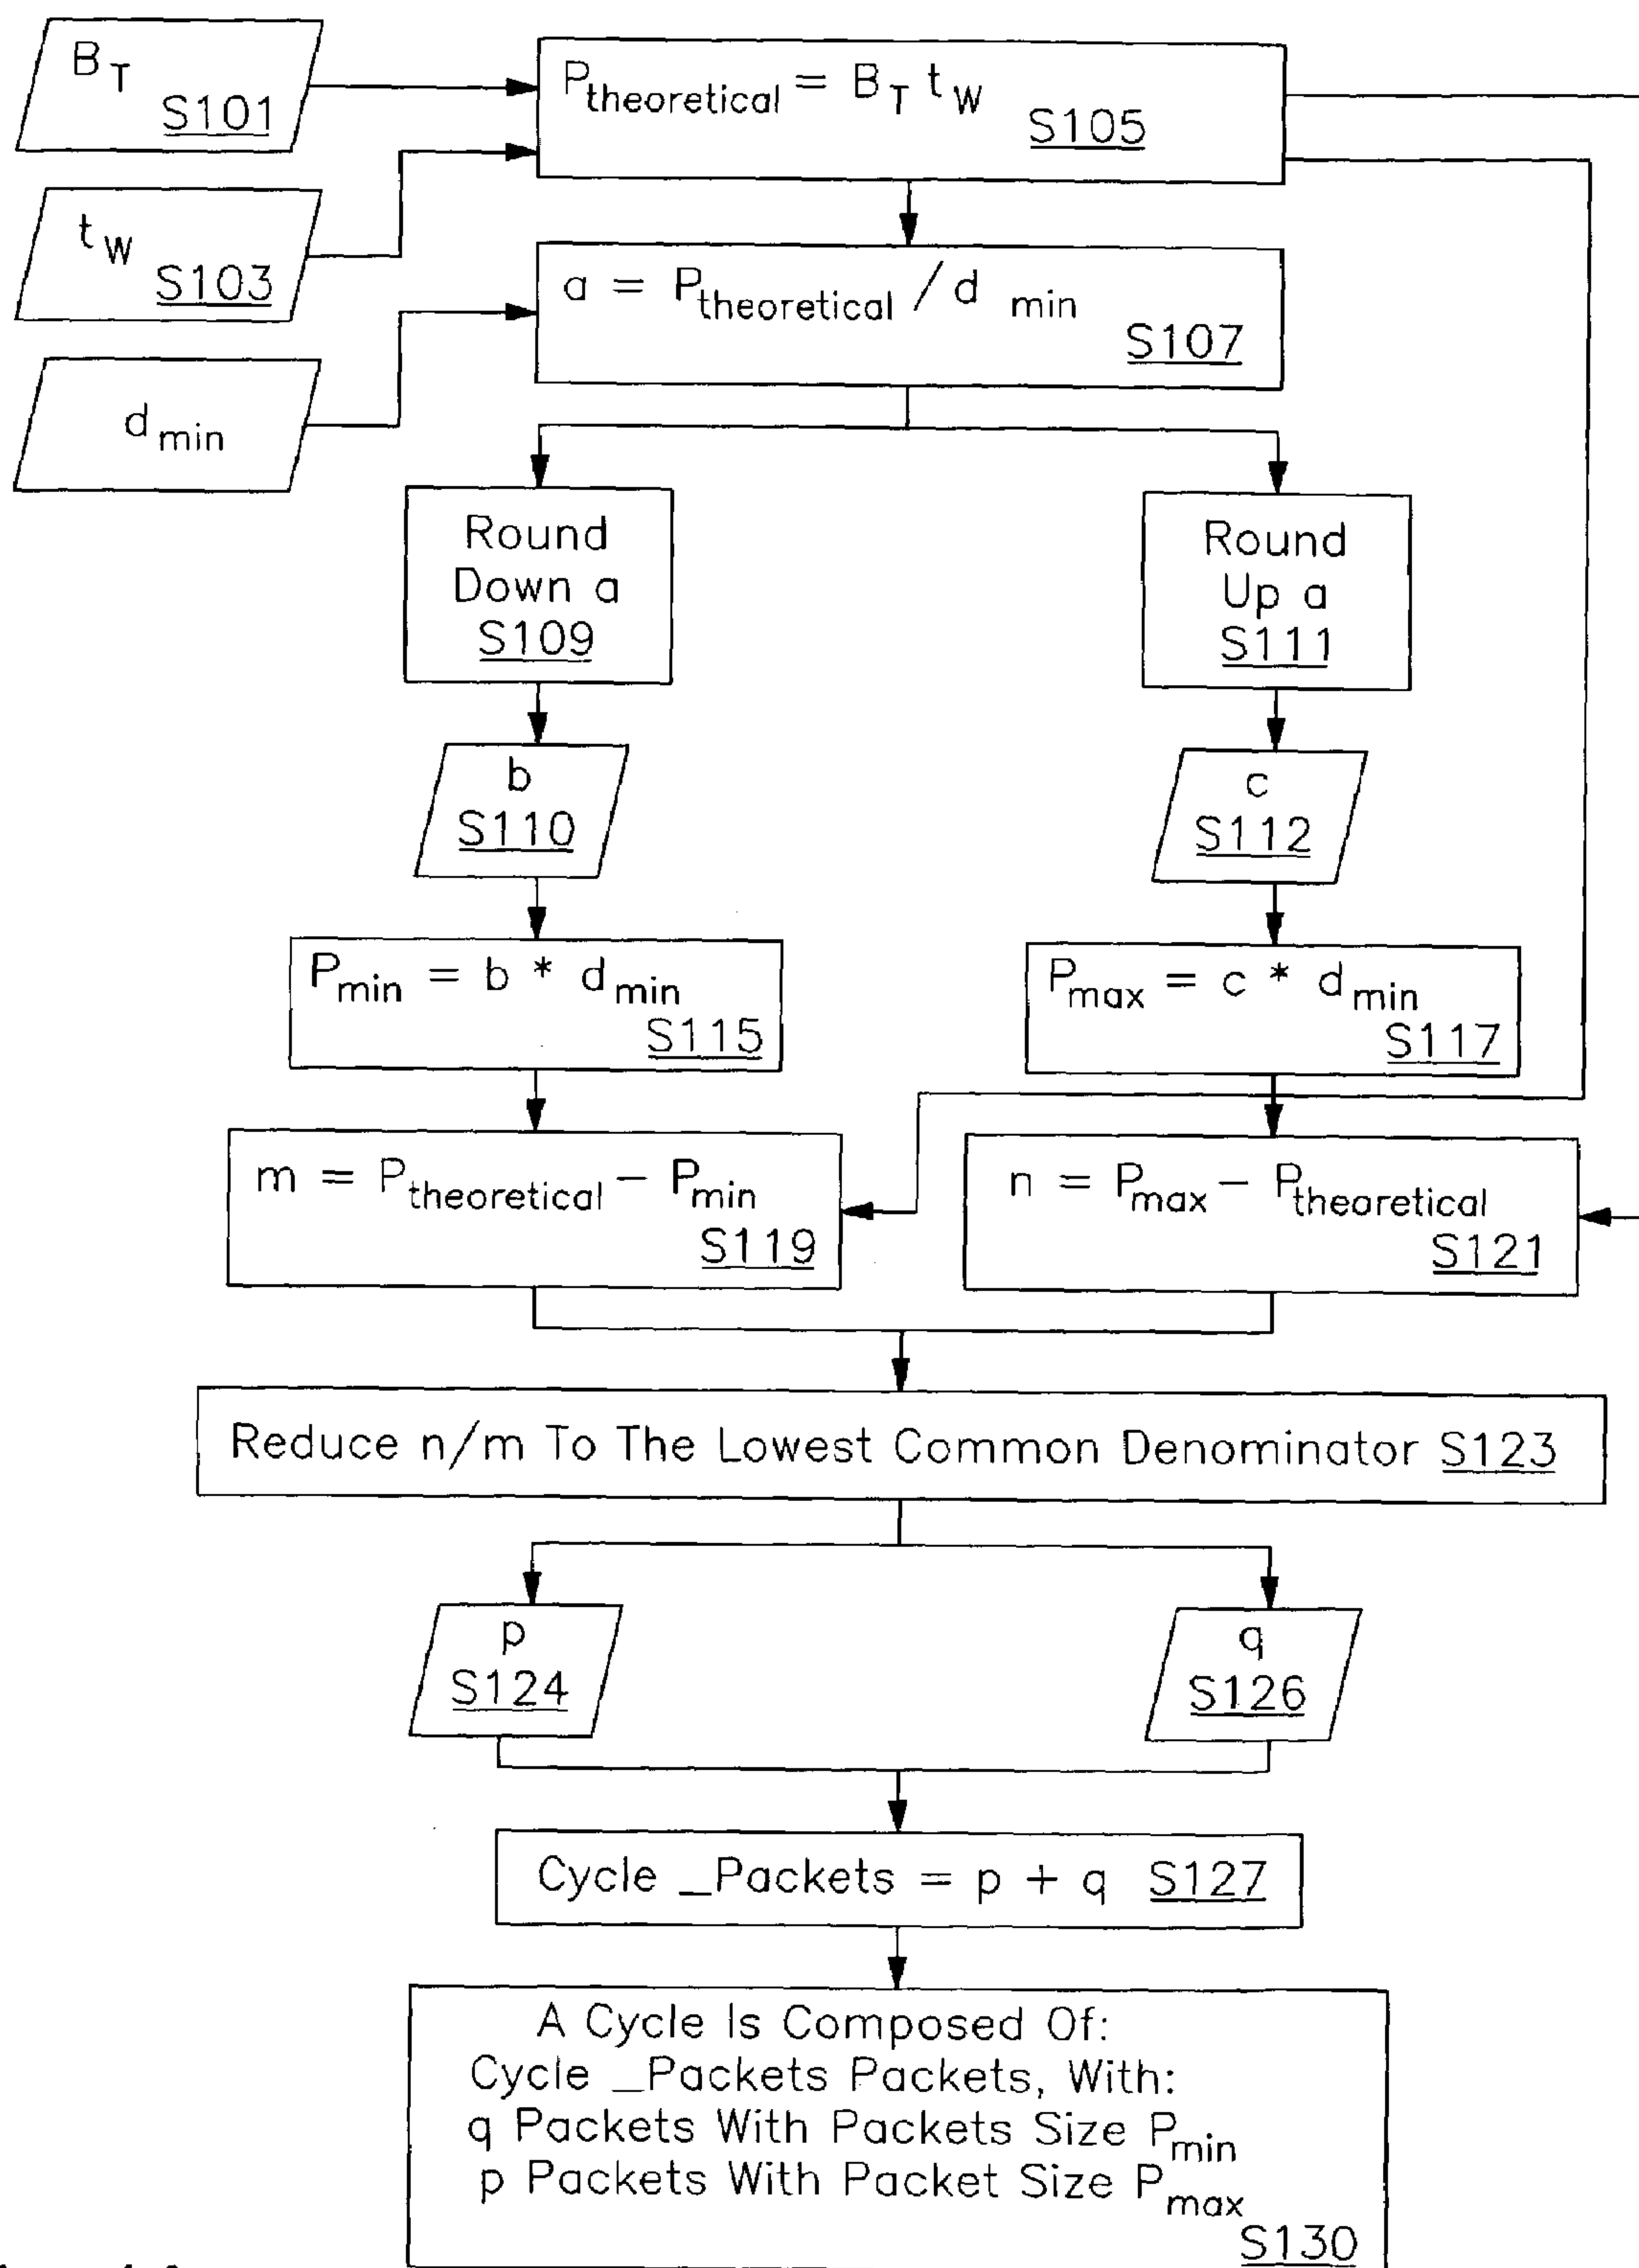 B_T
S101
P_theoretical = B_T t_W
S105
t_W
S103
a = P_theoretical / d min
S107
d_min
Round
Down a
S109
Round
Up a
S111
b
S110
c
S112
P_min = b * d_min
S115
P_max = c * d_min
S117
m = P_theoretical - P_min
S119
n = P_max - P_thearetical
S121
Reduce n/m To The Lowest Common Denominator S123
p
S124
q
S126
Cycle _Packets = p + q S127
A Cycle Is Composed Of:
Cycle _Packets Packets, With:
q Packets With Packets Size P_min
p Packets With Packet Size P_max
S130